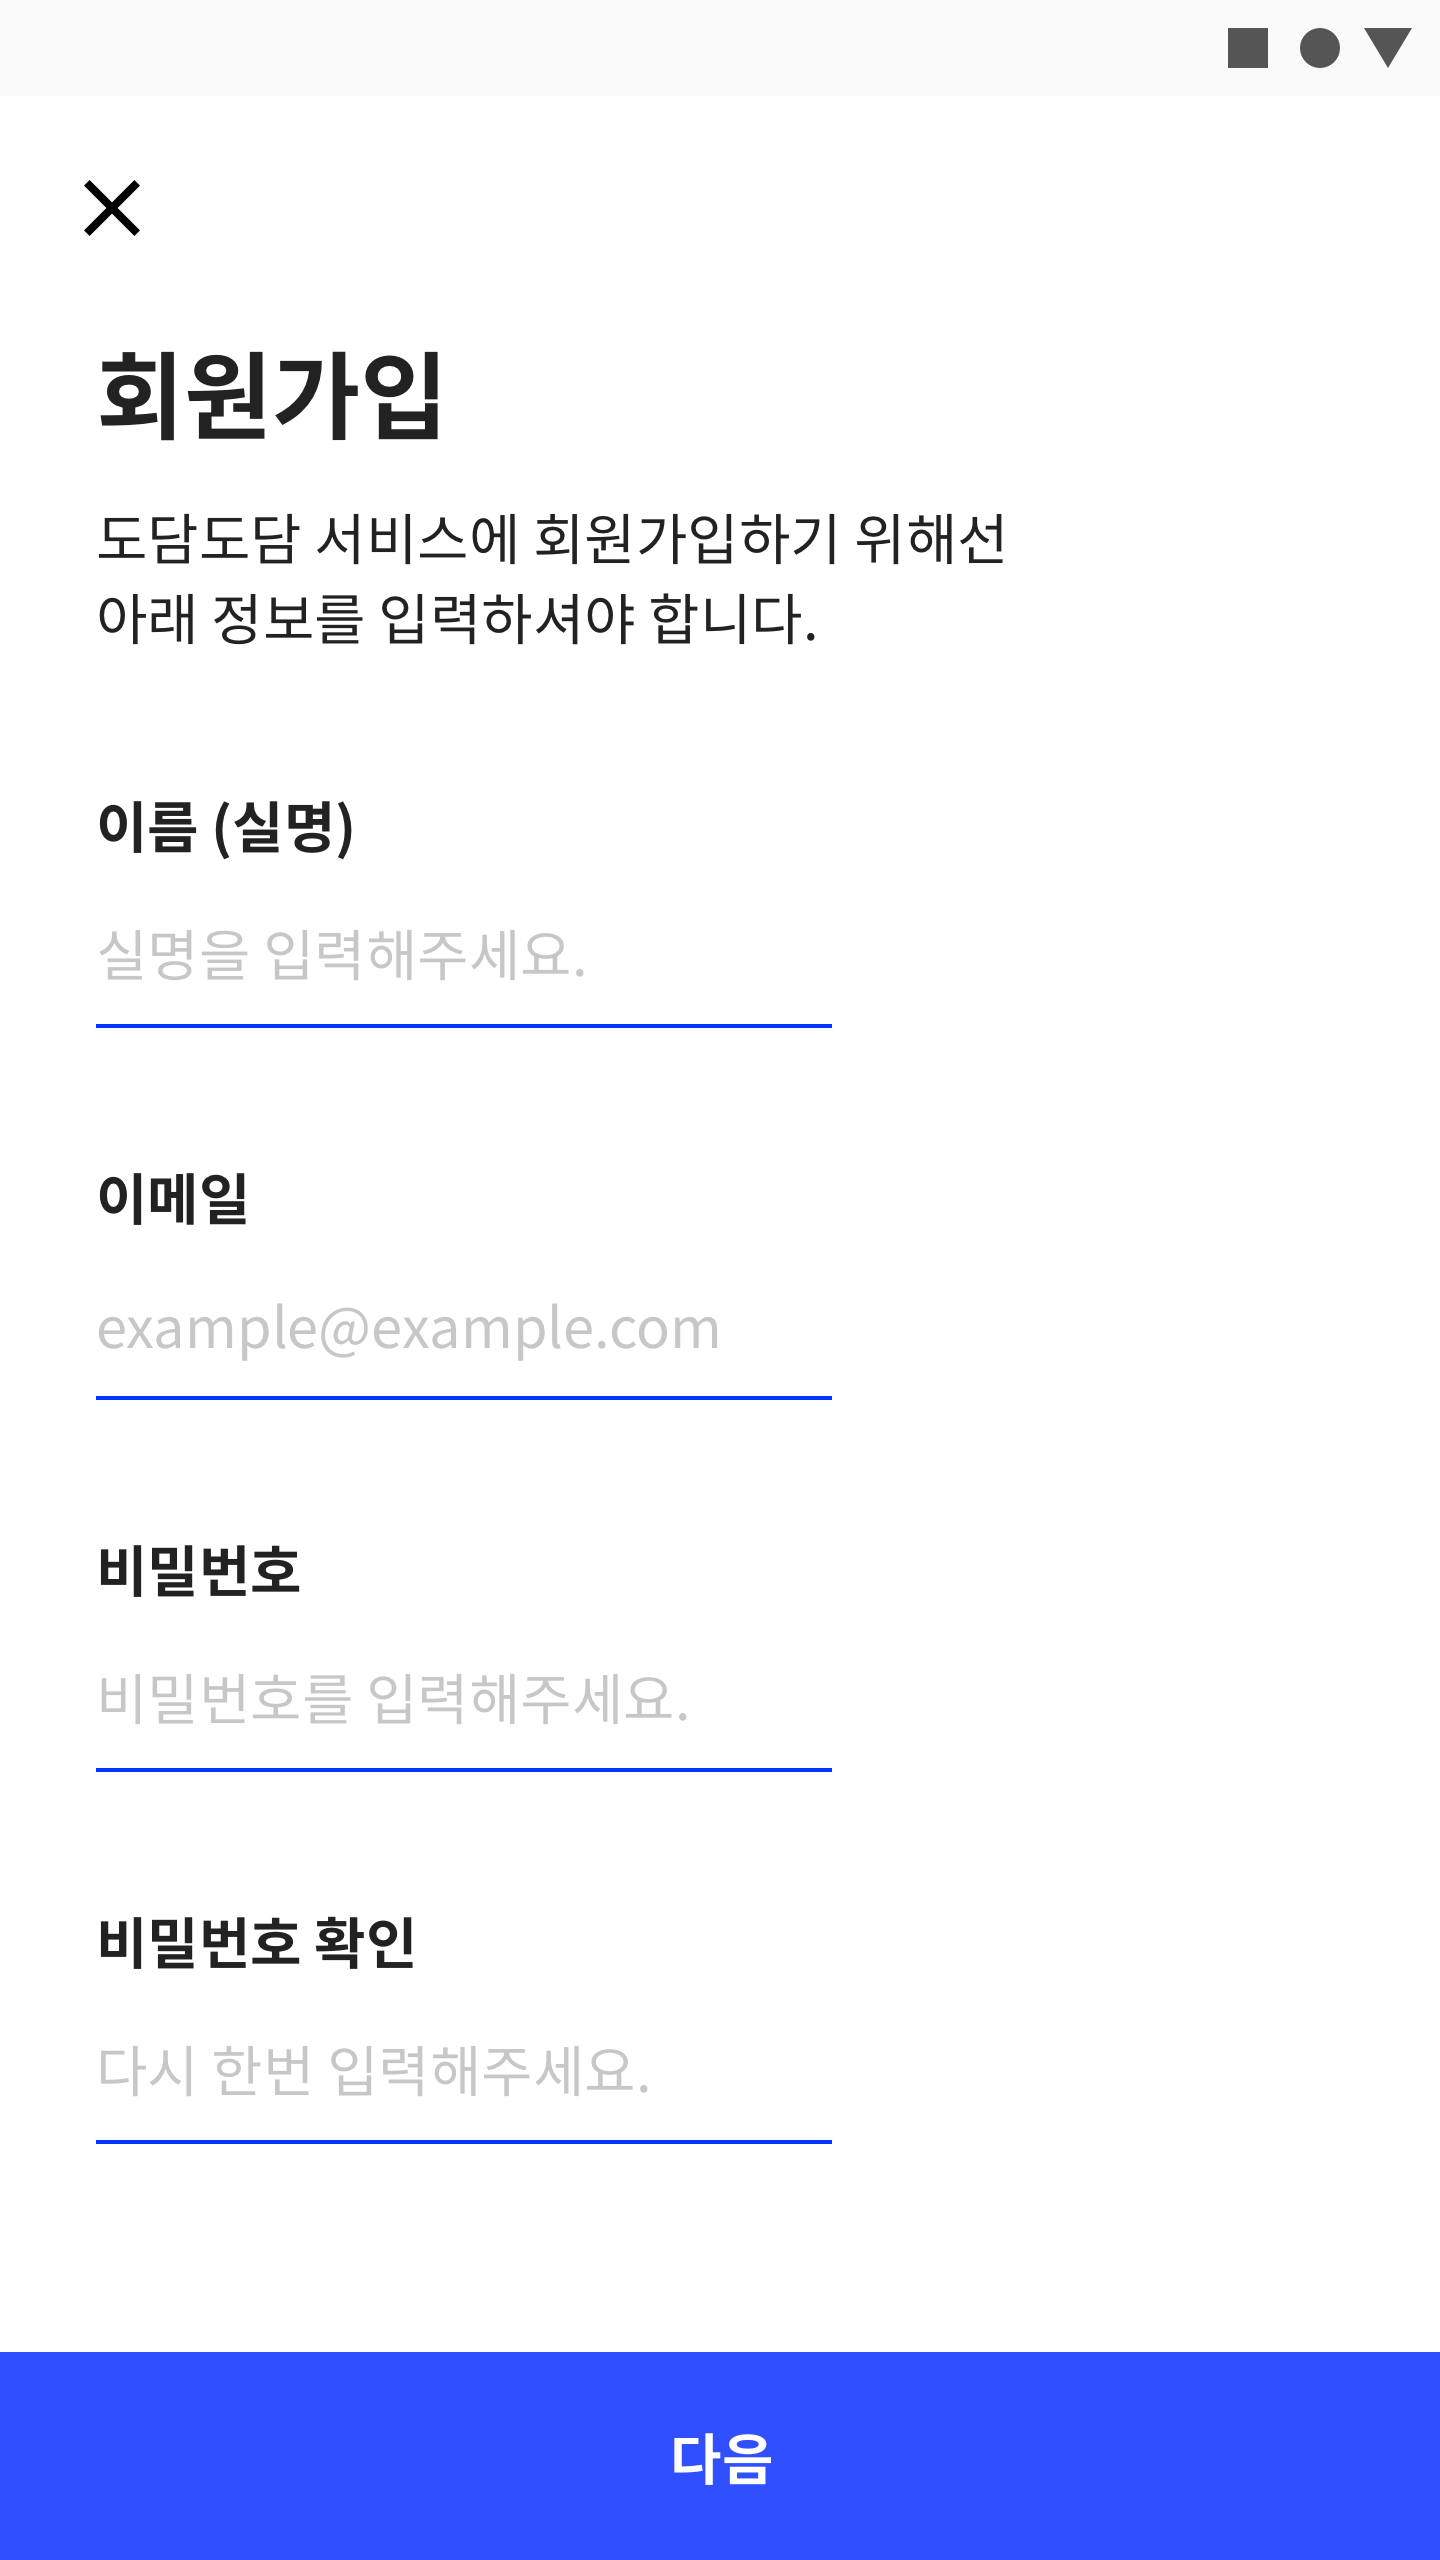 회원가입
도담도담 서비스에 회원가입하기 위해선
아래 정보를 입력하셔야 합니다.
이름 (실명)
실명을 입력해주세요.
이메일
example@example.com
비밀번호
비밀번호를 입력해주세요.
비밀번호 확인
다시 한번 입력해주세요.
다음